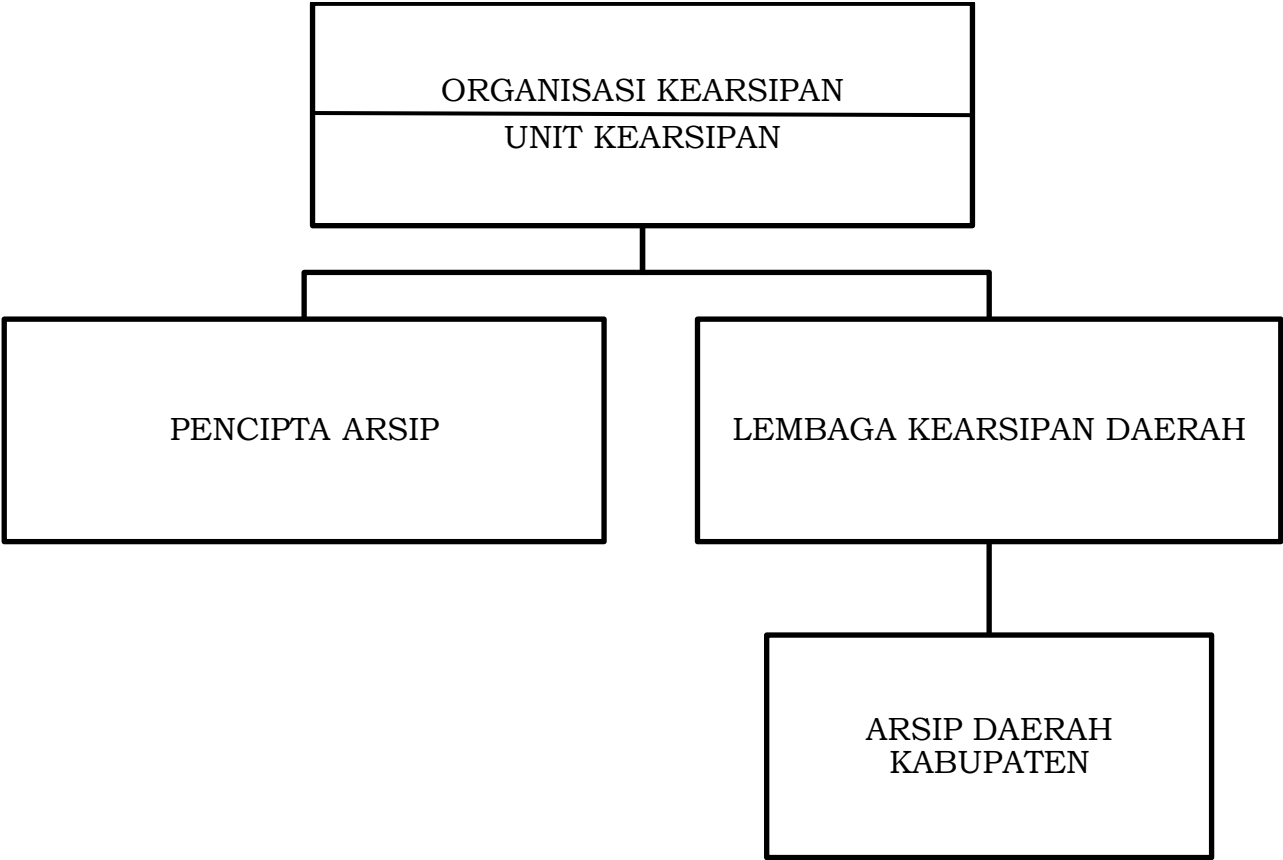 ORGANISASI KEARSIPAN
UNIT KEARSIPAN
PENCIPTA ARSIP
LEMBAGA KEARSIPAN DAERAH
ARSIP DAERAH
KABUPATEN